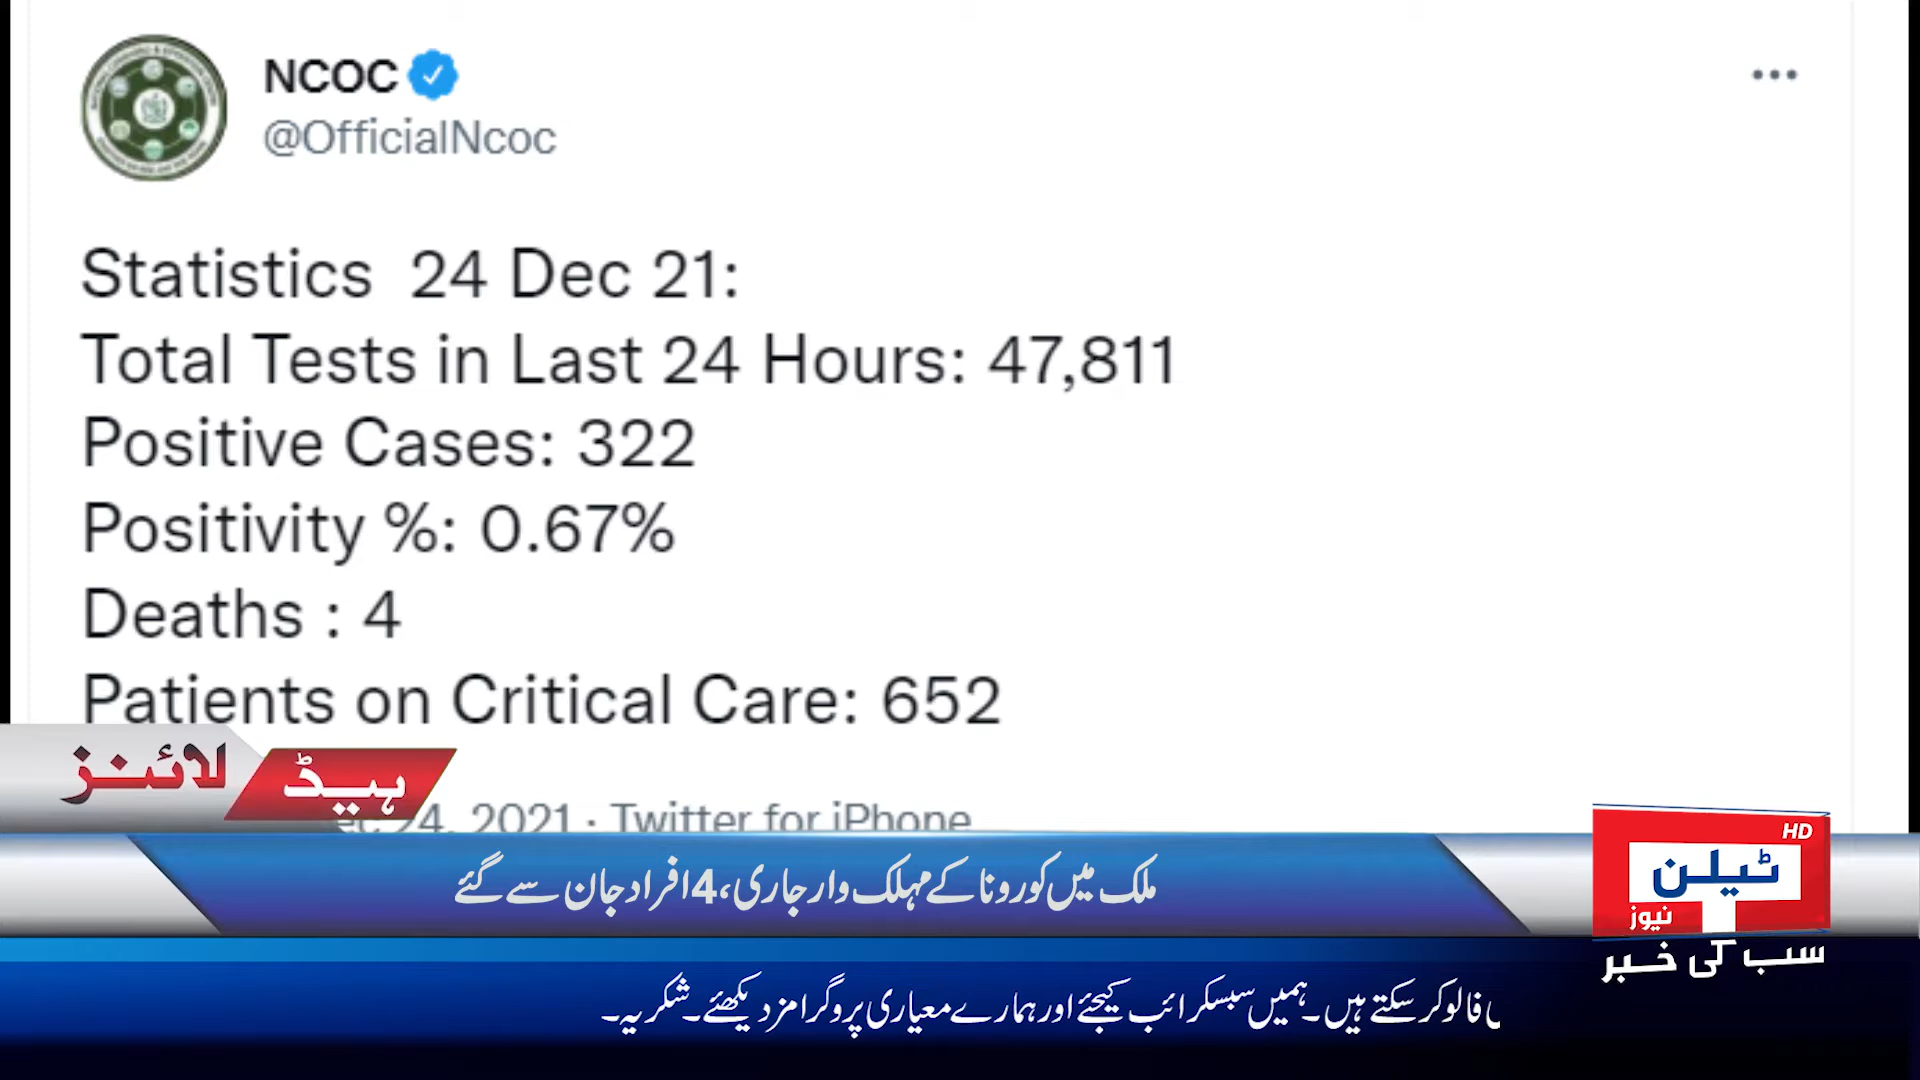 NCOC
@OfficialNcoc
Statistics 24 Dec 21:
Total Tests in Last 24 Hours: 47,811
Positive Cases: 322
Positivity %: 0.67%
Deaths : 4
Patients on Critical Care: 652
ہیڈ لائنز
24, 2021 · Twitter for iPhone
HD
ٹیلن
نیوز
سب کی خبر
ملک میں کورونا کے مہلک وار جاری، 4 افراد جان سے گئے
فالو کر سکتے ہیں۔ ہمیں سبسکرائب کیجئے اور ہمارے معیاری پروگرامز دیکھئے۔ شکریہ۔